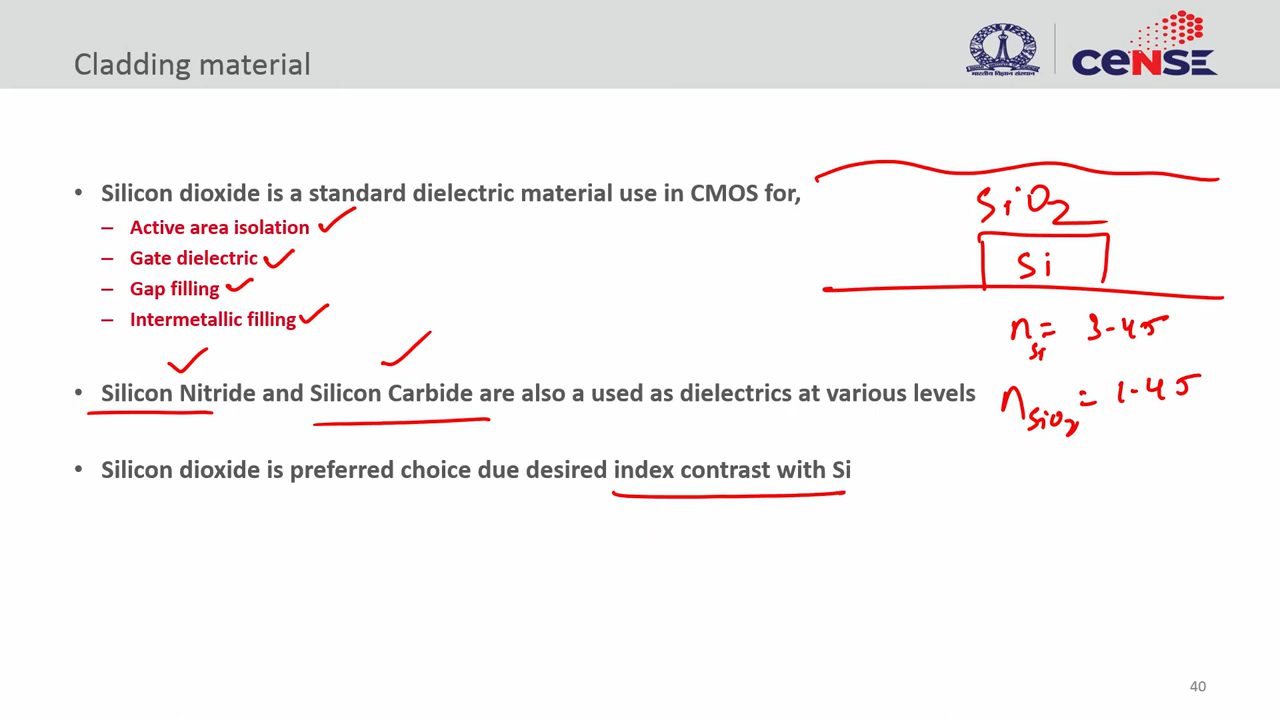 Cladding material
CeNSE
• Silicon dioxide is a standard dielectric material use in CMOS for,
– Active area isolation
– Gate dielectric
– Gap filling
– Intermetallic filling
• Silicon Nitride and Silicon Carbide are also a used as dielectrics at various levels
• Silicon dioxide is preferred choice due desired index contrast with Si
SiO2
Si
nSi = 3.45
nSiO2 = 1.45
40